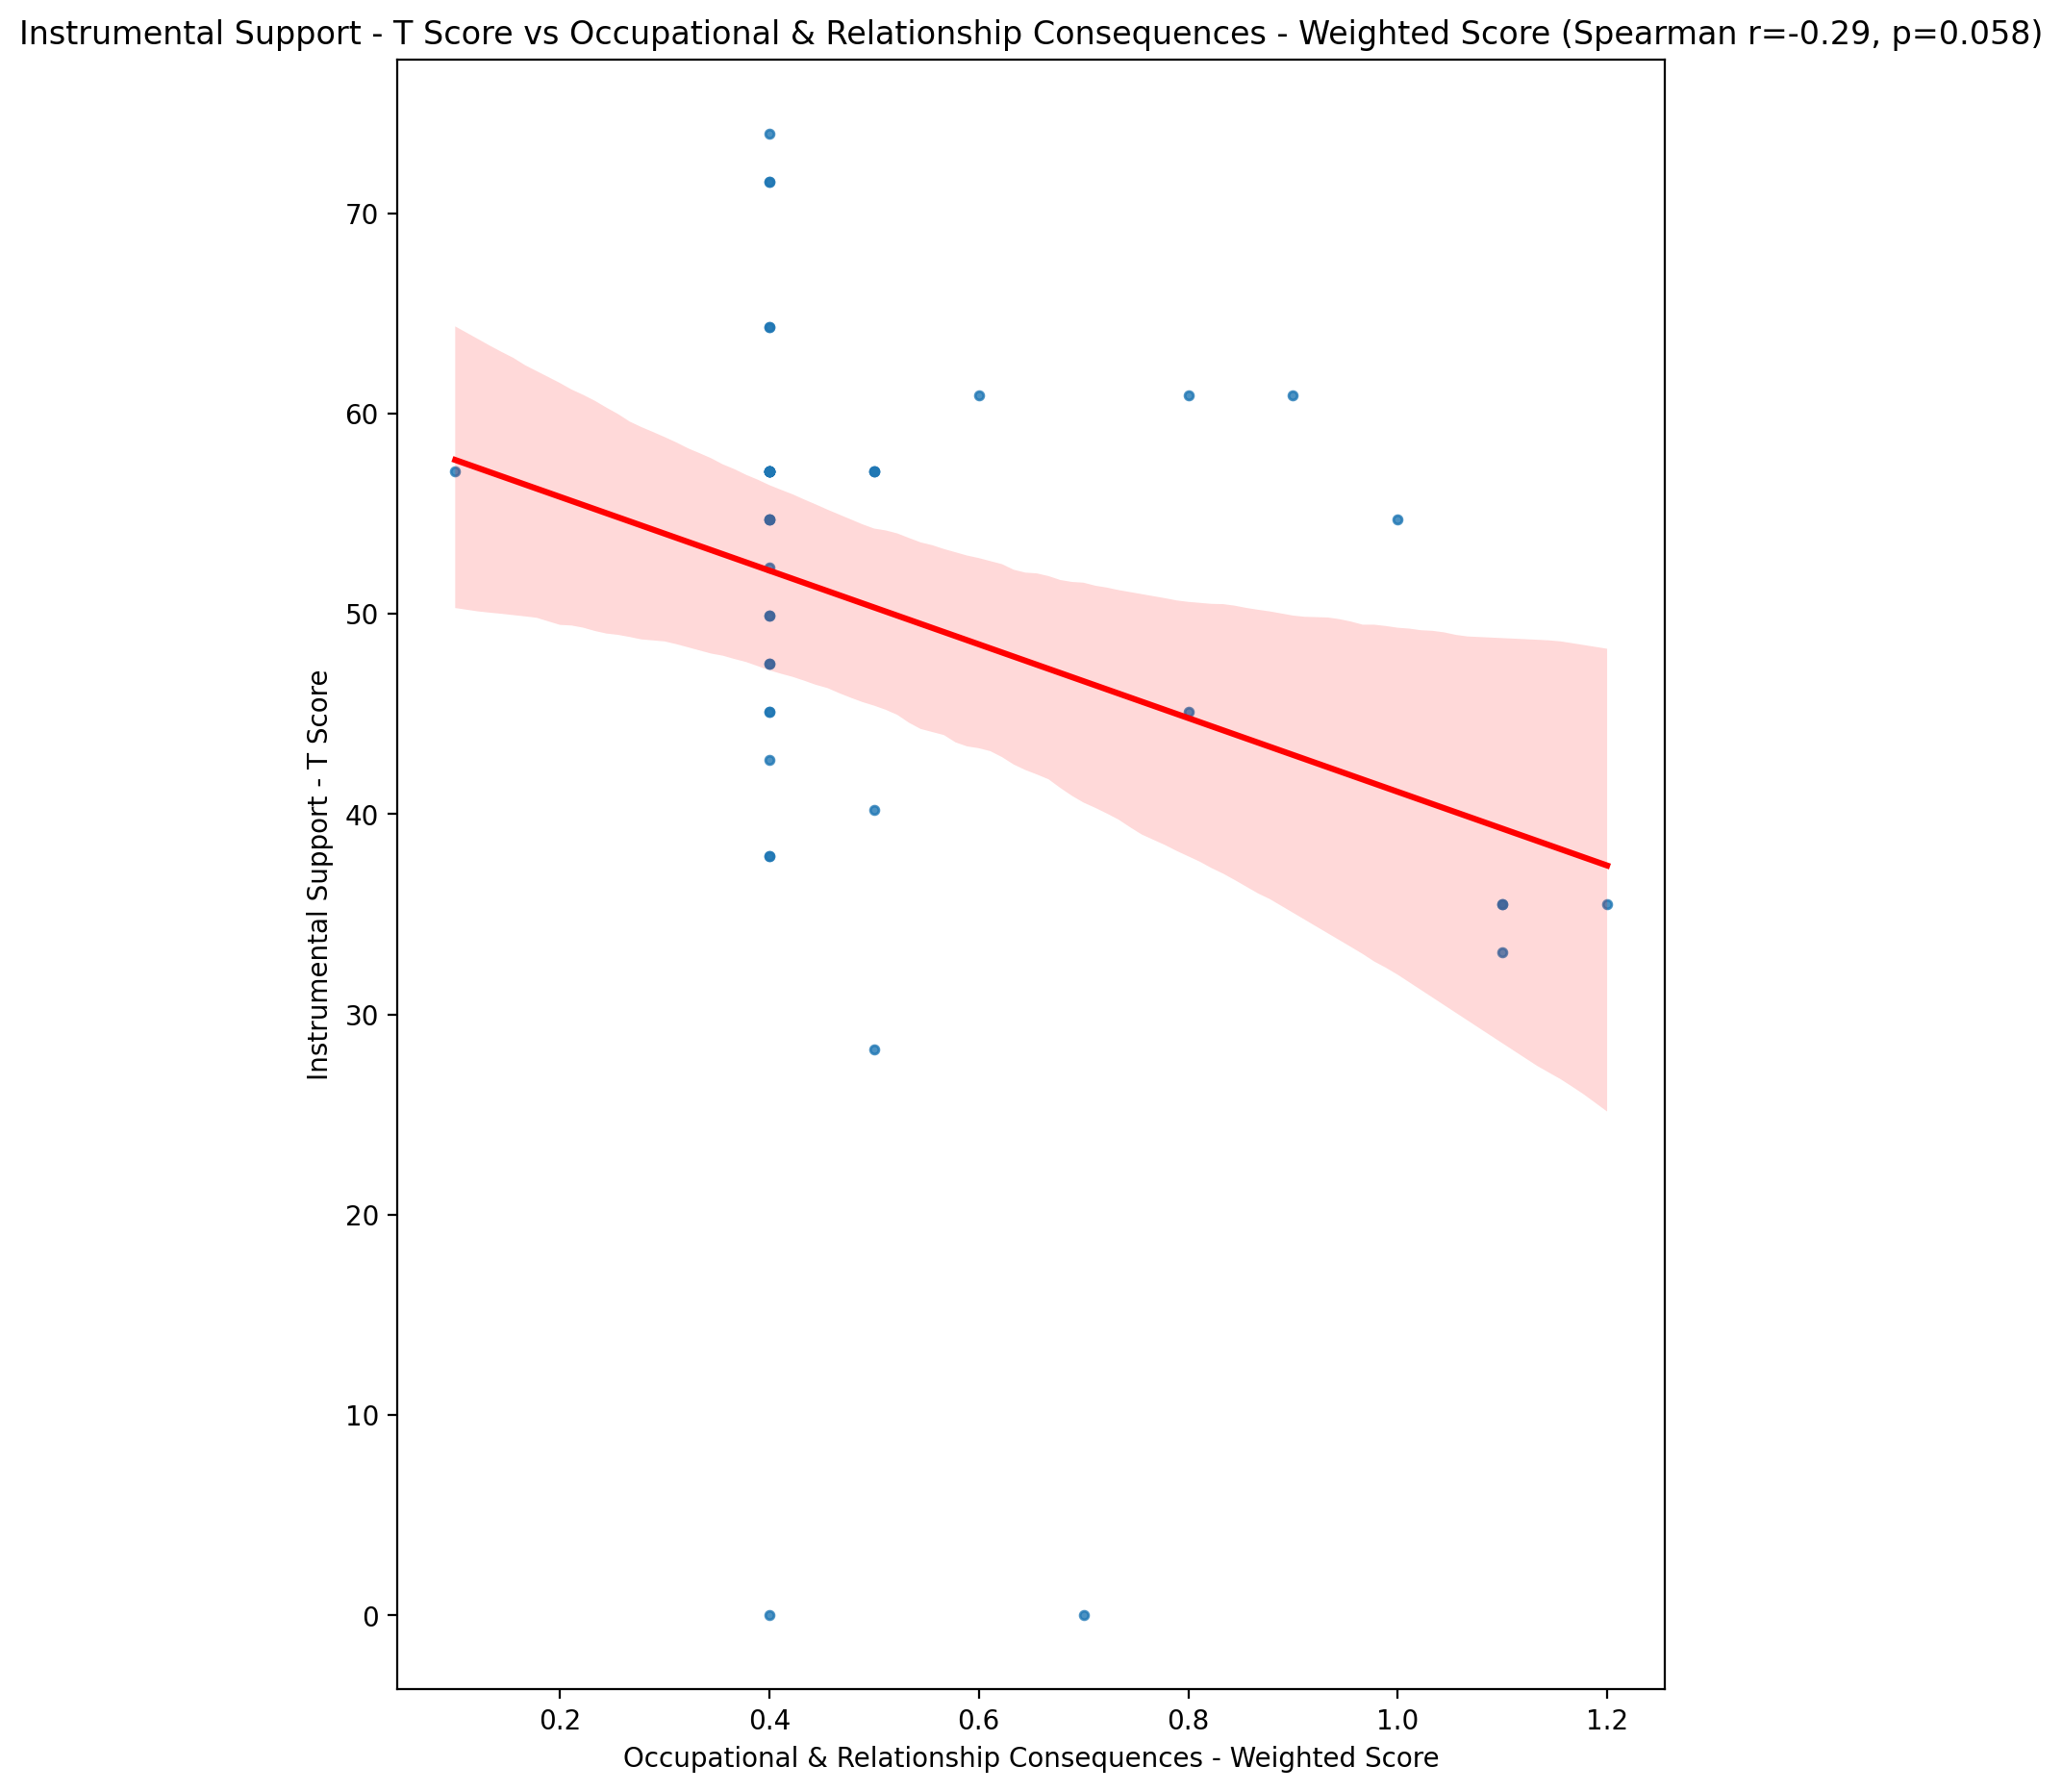 Instrumental Support - T Score vs Occupational & Relationship Consequences - Weighted Score (Spearman r=-0.29, p=0.058)
Instrumental Support - T Score
70
60
50
40
30
20
10
0
0.2 0.4 0.6 0.8 1.0 1.2
Occupational & Relationship Consequences - Weighted Score